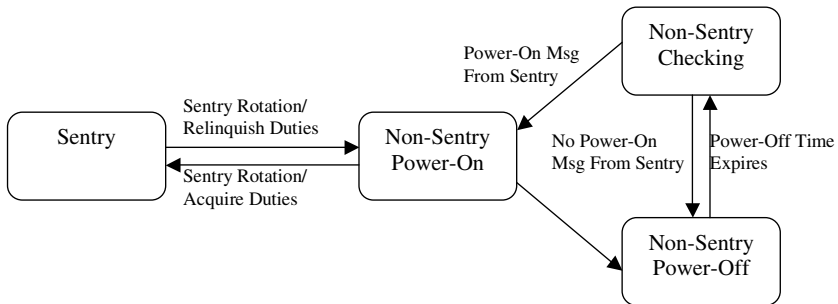 Non-Sentry
Checking
Power-On Msg
From Sentry
Sentry Rotation/
Relinquish Duties
Sentry
Non-Sentry
Power-On
No Power-On
Msg From Sentry
Power-Off Time
Expires
Sentry Rotation/
Acquire Duties
Non-Sentry
Power-Off